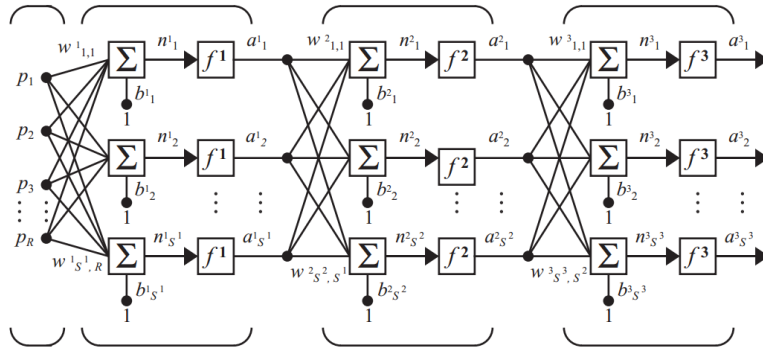 w¹₁,₁ n¹₁ a¹₁ w²₁,₁ n²₁ a²₁ w³₁,₁ n³₁ a³₁
Σ f¹ Σ f² Σ f³
p₁ b¹₁ b²₁ b³₁
1 1 1
p₂ n¹₂ a¹₂ n²₂ a²₂ n³₂ a³₂
Σ f¹ Σ f² Σ f³
p₃ b¹₂ b²₂ b³₂
1 1 1
p_R n¹_S¹ a¹_S¹ n²_S² a²_S² n³_S³ a³_S³
w¹_S¹,R Σ f¹ w²_S²,S¹ Σ f² w³_S³,S² Σ f³
b¹_S¹ b²_S² b³_S³
1 1 1